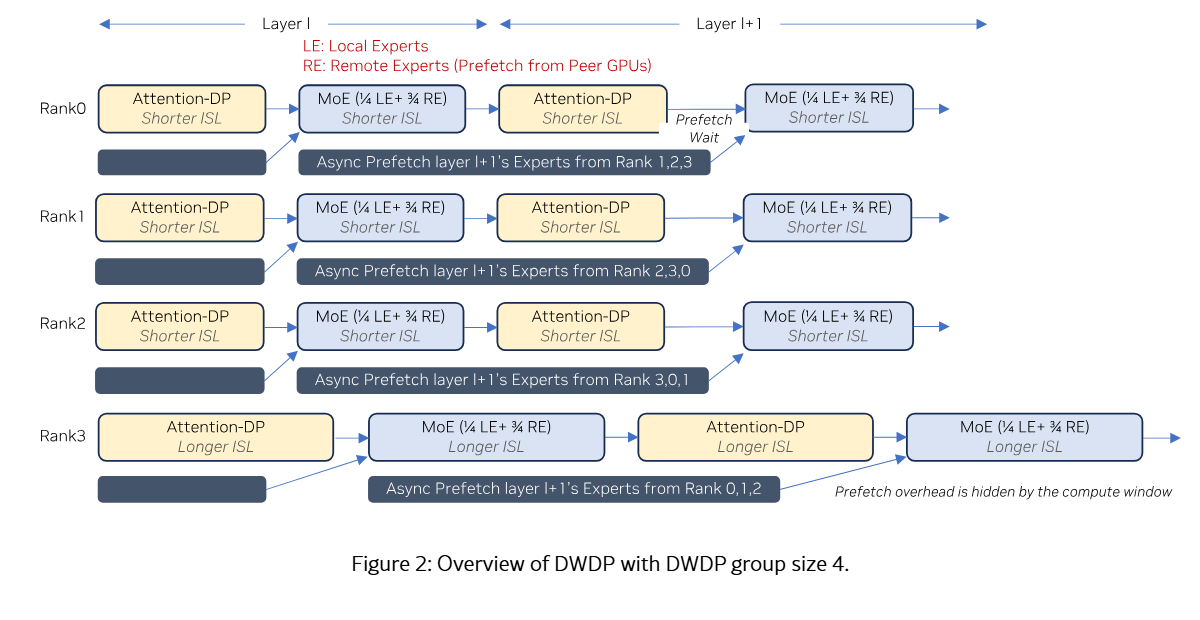 Layer l
Layer l+1
LE: Local Experts
RE: Remote Experts (Prefetch from Peer GPUs)
Rank0
Attention-DP
Shorter ISL
MoE (¼ LE+ ¾ RE)
Shorter ISL
Attention-DP
Shorter ISL
Prefetch
Wait
MoE (¼ LE+ ¾ RE)
Shorter ISL
Async Prefetch layer l+1's Experts from Rank 1,2,3
Rank1
Attention-DP
Shorter ISL
MoE (¼ LE+ ¾ RE)
Shorter ISL
Attention-DP
Shorter ISL
MoE (¼ LE+ ¾ RE)
Shorter ISL
Async Prefetch layer l+1's Experts from Rank 2,3,0
Rank2
Attention-DP
Shorter ISL
MoE (¼ LE+ ¾ RE)
Shorter ISL
Attention-DP
Shorter ISL
MoE (¼ LE+ ¾ RE)
Shorter ISL
Async Prefetch layer l+1's Experts from Rank 3,0,1
Rank3
Attention-DP
Longer ISL
MoE (¼ LE+ ¾ RE)
Longer ISL
Attention-DP
Longer ISL
MoE (¼ LE+ ¾ RE)
Longer ISL
Async Prefetch layer l+1's Experts from Rank 0,1,2
Prefetch overhead is hidden by the compute window
Figure 2: Overview of DWDP with DWDP group size 4.